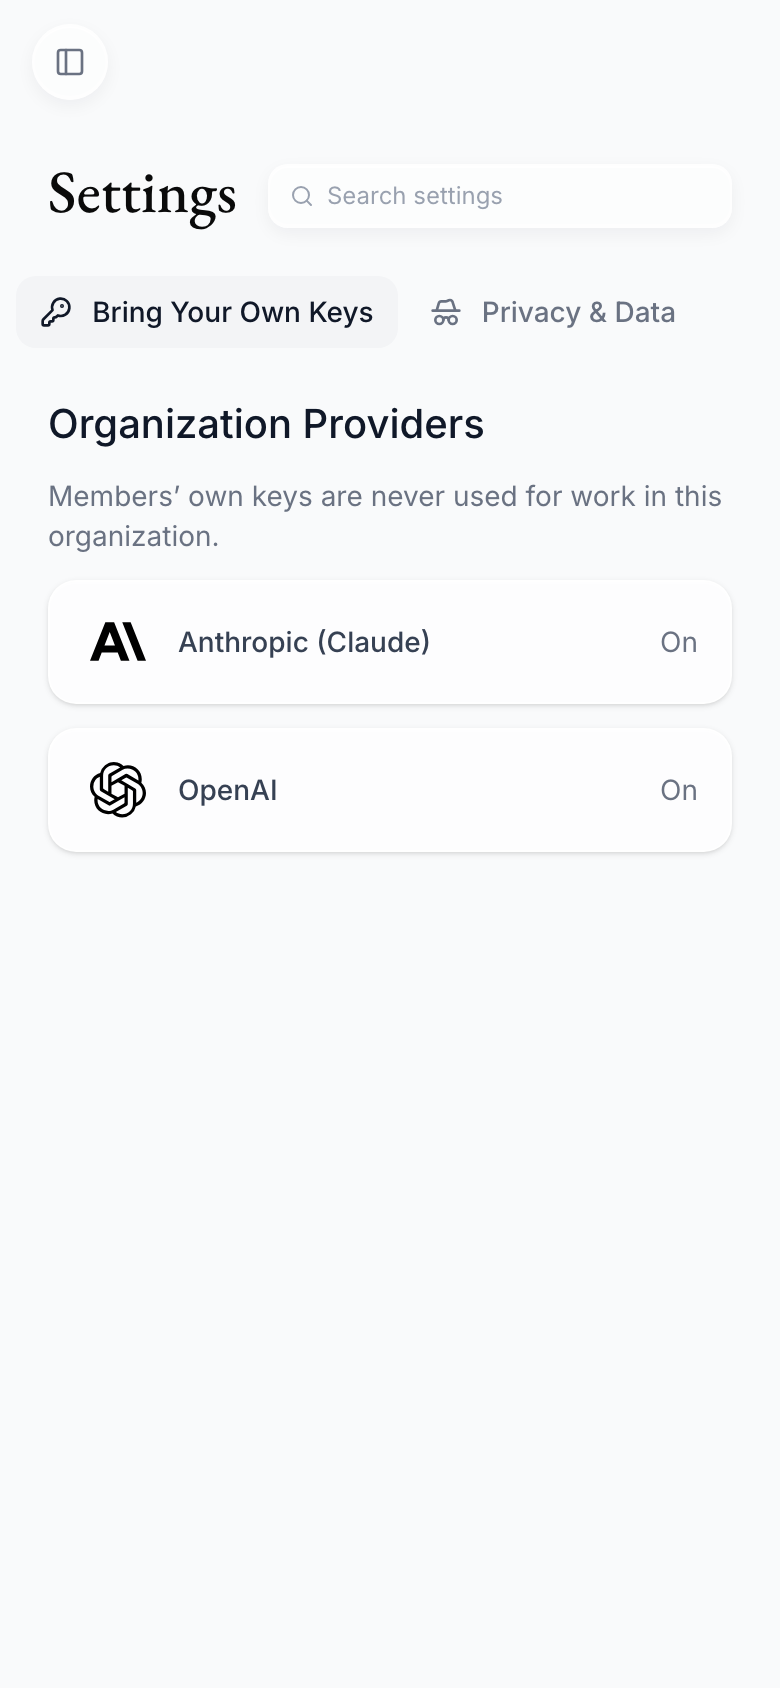 Settings
Search settings
Bring Your Own Keys
Privacy & Data
Organization Providers
Members’ own keys are never used for work in this
organization.
Anthropic (Claude)
On
OpenAI
On